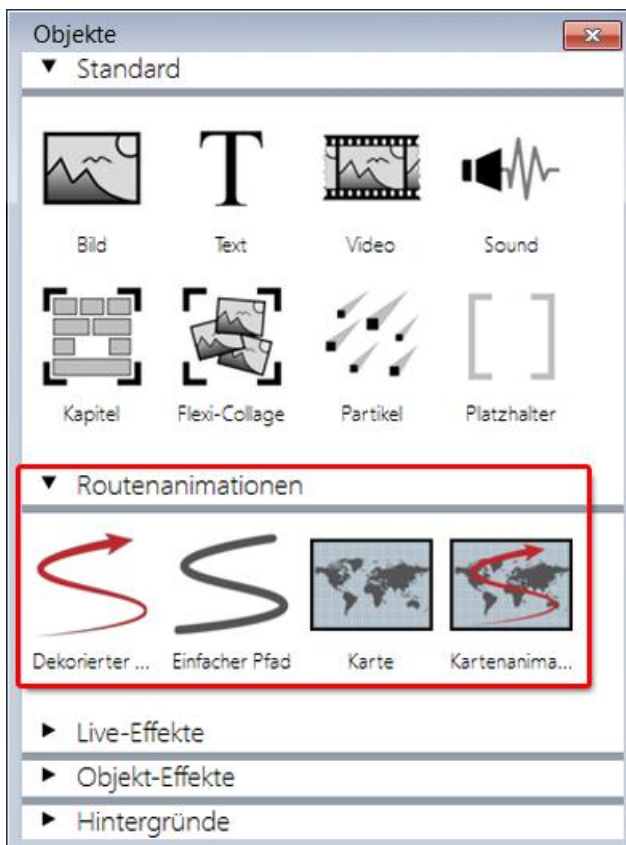 Objekte
Standard
T
Bild Text Video Sound
Kapitel Flexi-Collage Partikel Platzhalter
Routenanimationen
Dekorierter ... Einfacher Pfad Karte Kartenanima...
Live-Effekte
Objekt-Effekte
Hintergründe